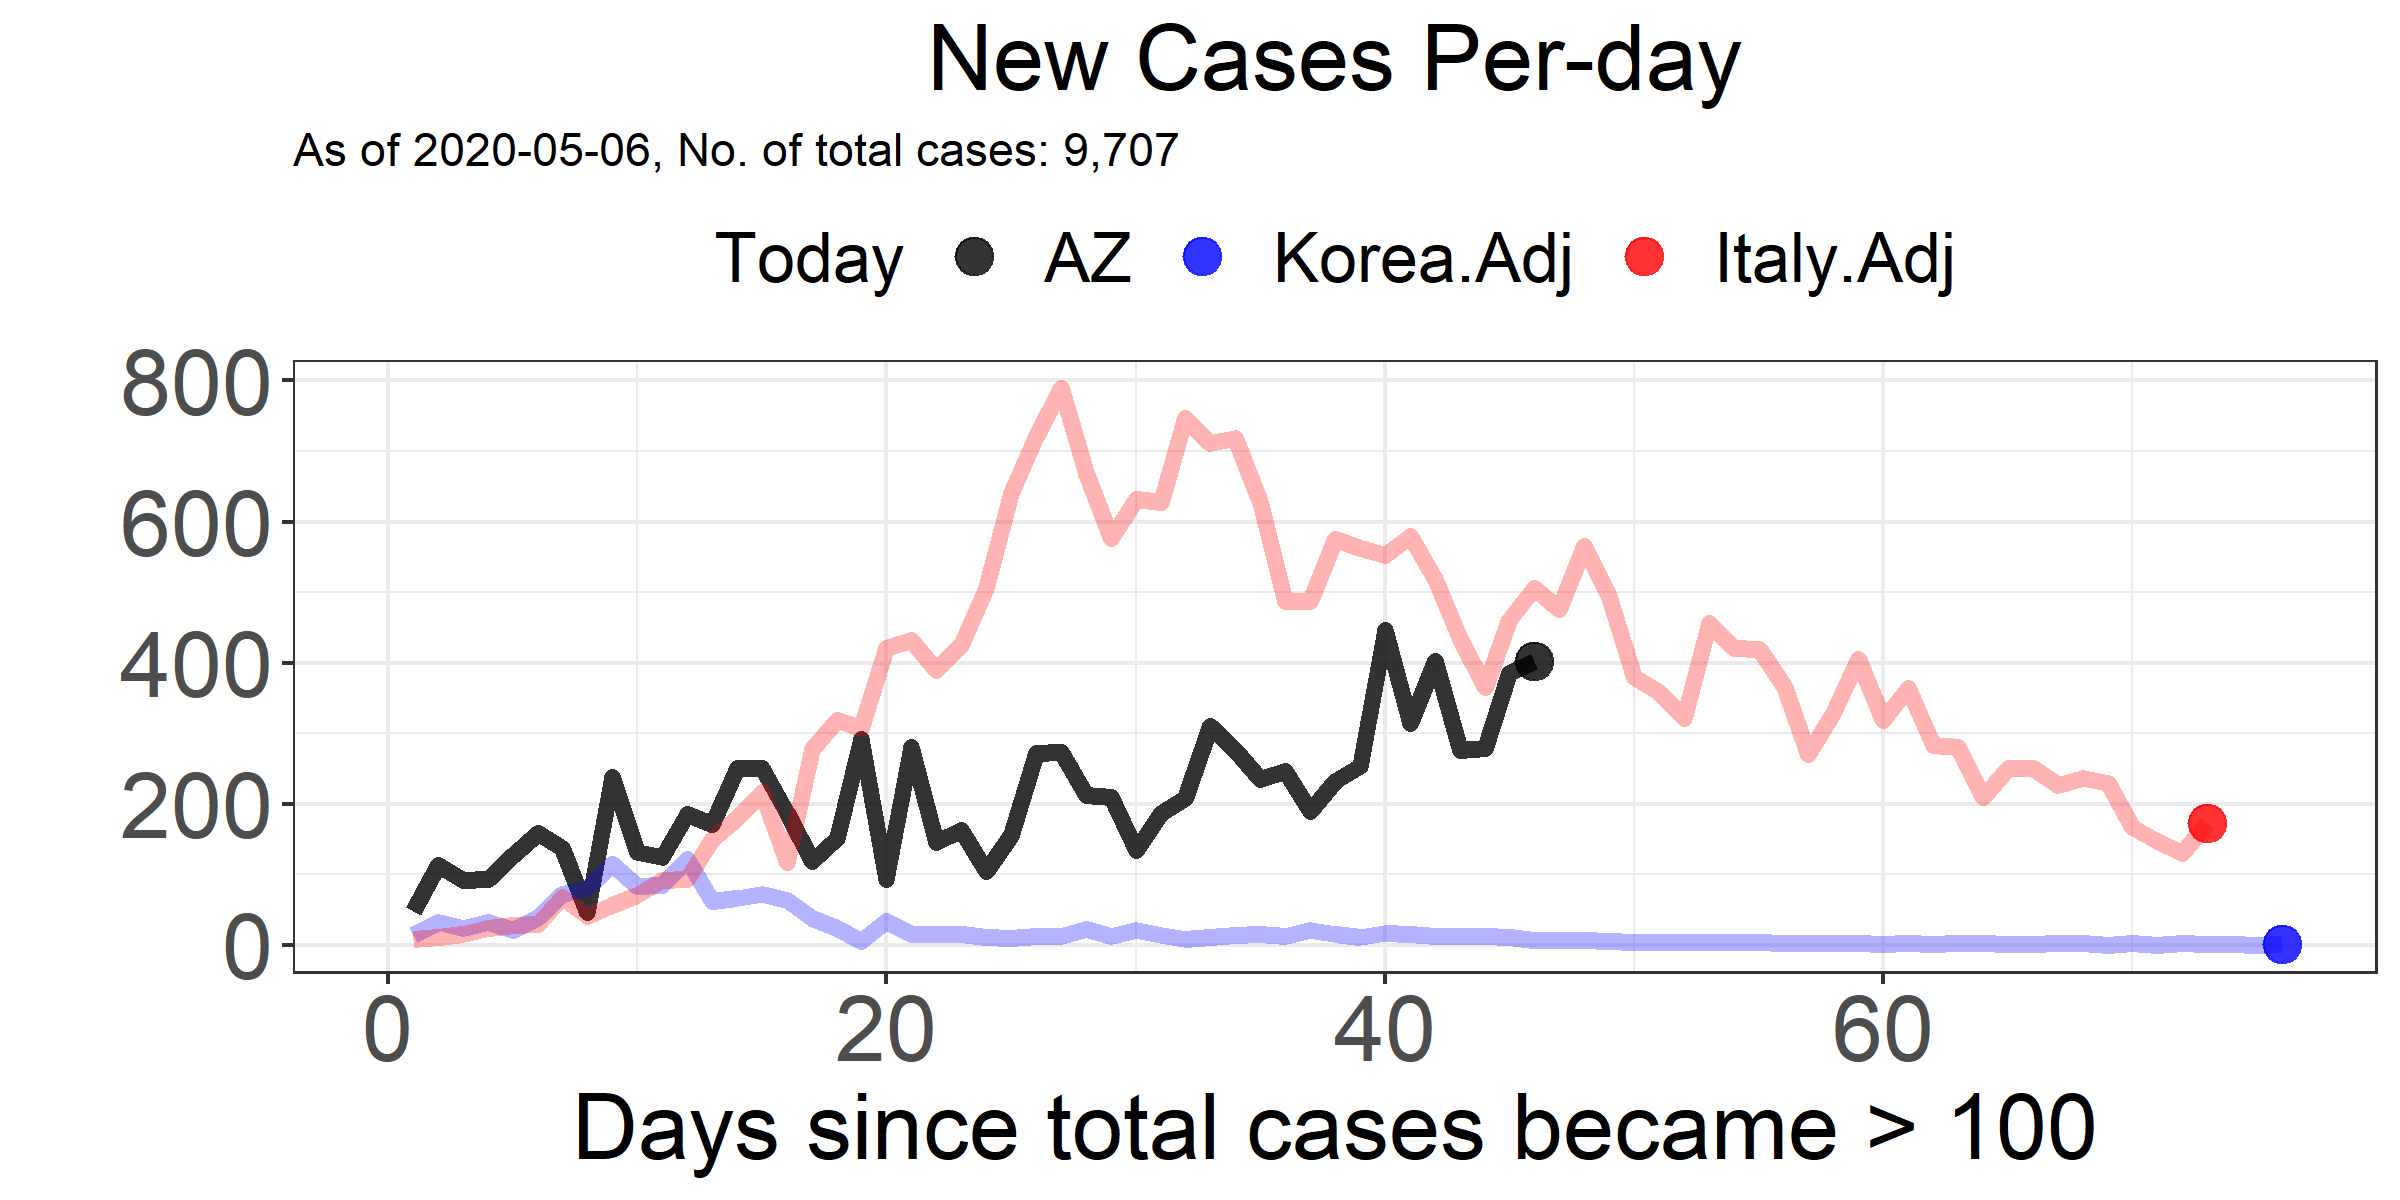 New Cases Per-day
As of 2020-05-06, No. of total cases: 9,707
Today AZ Korea.Adj Italy.Adj
800
600
400
200
0
0 20 40 60
Days since total cases became > 100